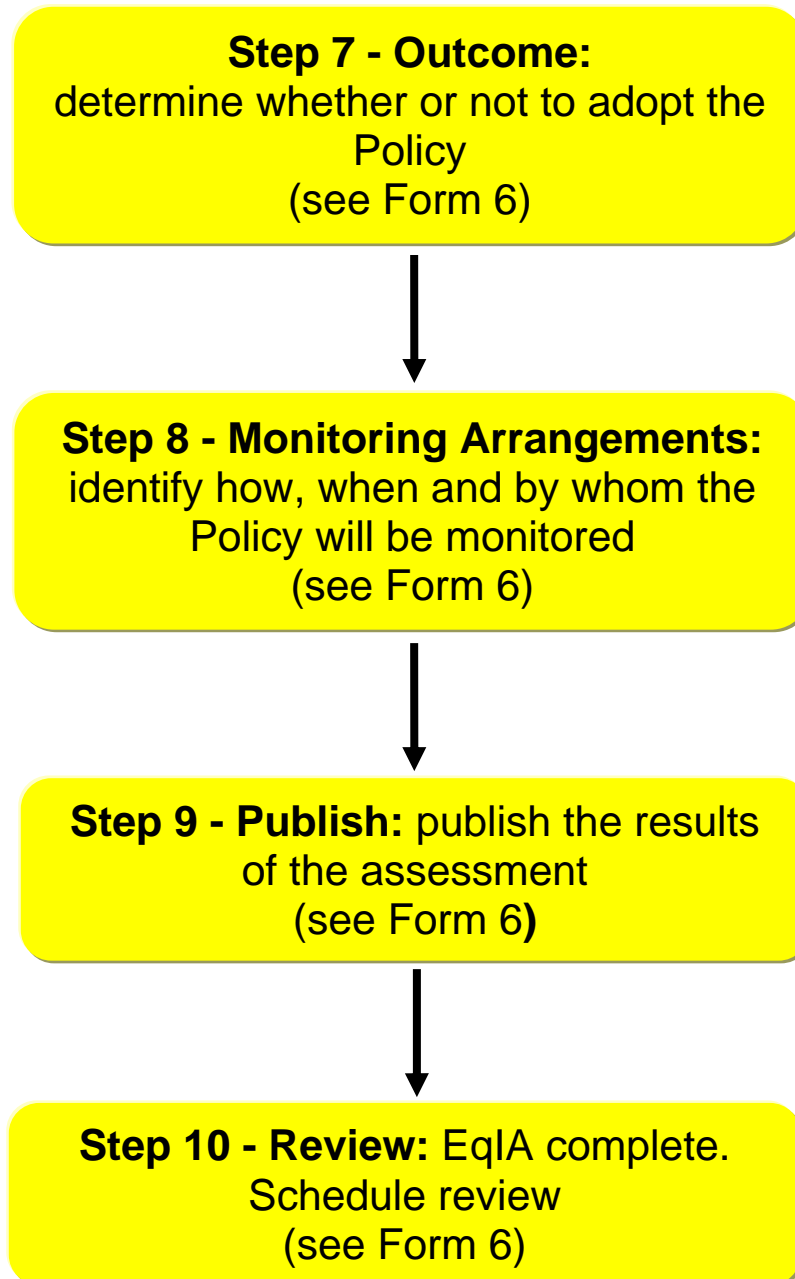 Step 7 - Outcome:
determine whether or not to adopt the
Policy
(see Form 6)
Step 8 - Monitoring Arrangements:
identify how, when and by whom the
Policy will be monitored
(see Form 6)
Step 9 - Publish: publish the results
of the assessment
(see Form 6)
Step 10 - Review: EqIA complete.
Schedule review
(see Form 6)